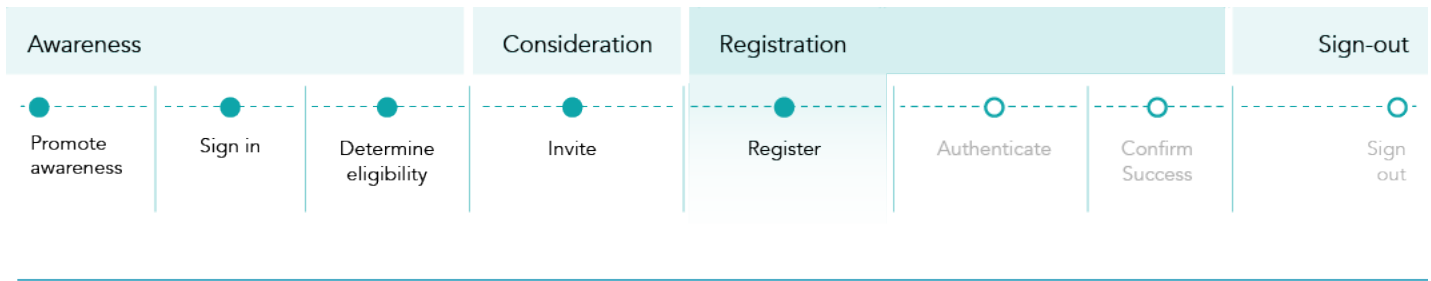 Awareness
Consideration
Registration
Sign-out
Promote
awareness
Sign in
Determine
eligibility
Invite
Register
Authenticate
Confirm
Success
Sign
out